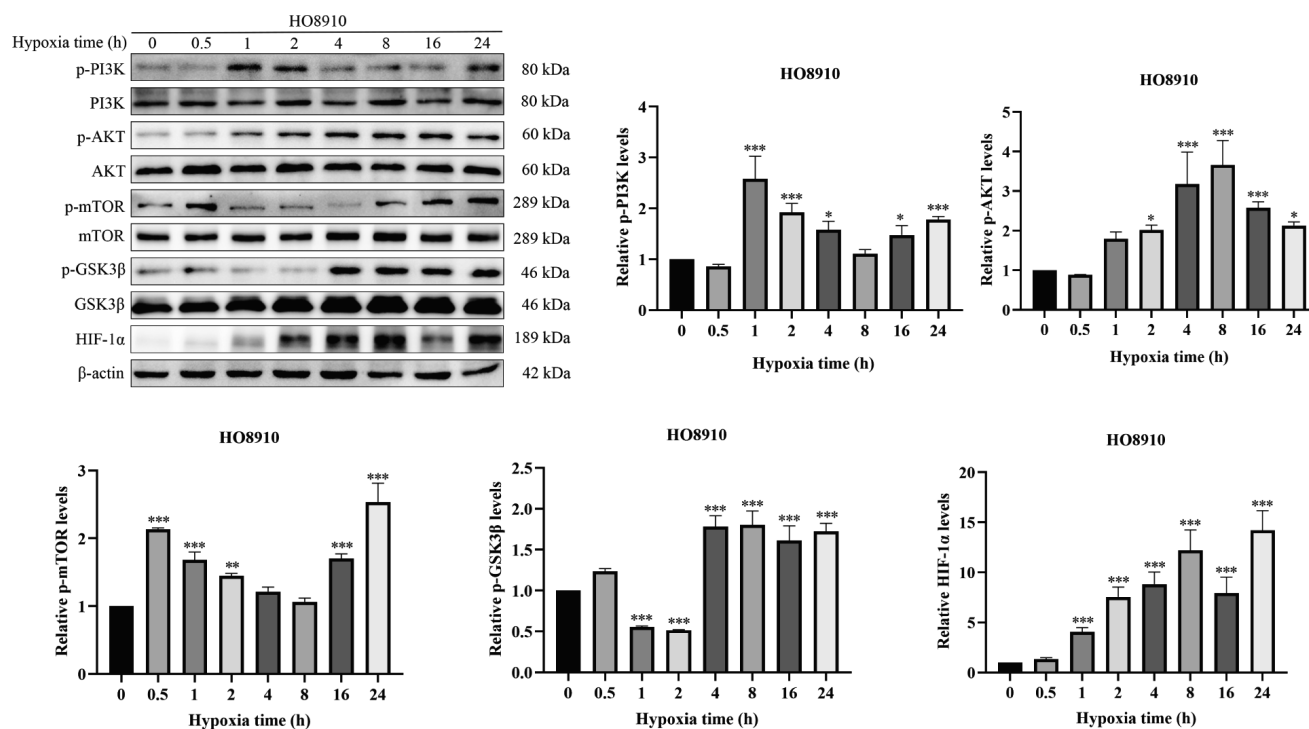 HO8910
Hypoxia time (h) 0 0.5 1 2 4 8 16 24
p-PI3K 80 kDa
PI3K 80 kDa
p-AKT 60 kDa
AKT 60 kDa
p-mTOR 289 kDa
mTOR 289 kDa
p-GSK3β 46 kDa
GSK3β 46 kDa
HIF-1α 189 kDa
β-actin 42 kDa
HO8910
Relative p-PI3K levels
4
3
2
1
0
*** *** * * ***
0 0.5 1 2 4 8 16 24
Hypoxia time (h)
HO8910
Relative p-AKT levels
5
4
3
2
1
0
* *** *** *** *
0 0.5 1 2 4 8 16 24
Hypoxia time (h)
HO8910
Relative p-mTOR levels
3
2
1
0
*** *** ** *** ***
0 0.5 1 2 4 8 16 24
Hypoxia time (h)
HO8910
Relative p-GSK3β levels
2.5
2.0
1.5
1.0
0.5
0.0
*** *** *** *** *** ***
0 0.5 1 2 4 8 16 24
Hypoxia time (h)
HO8910
Relative HIF-1α levels
20
15
10
5
0
*** *** *** *** *** ***
0 0.5 1 2 4 8 16 24
Hypoxia time (h)